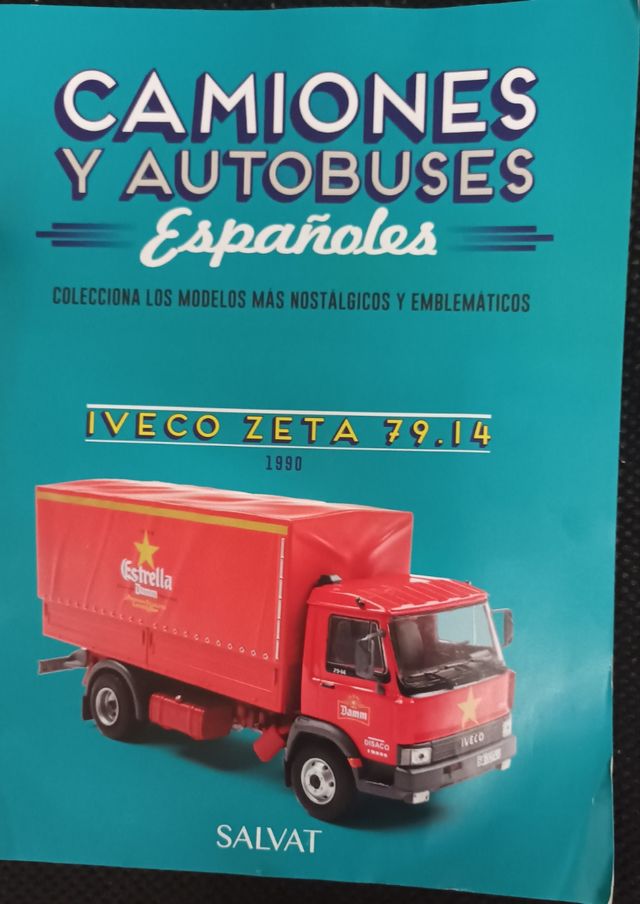 CAMIONES
Y AUTOBUSES
Españoles
COLECCIONA LOS MODELOS MÁS NOSTÁLGICOS Y EMBLEMÁTICOS
IVECO ZETA 79.14
1990
Estrella
Damm
79-14
Damm
DISACO
IVECO
SALVAT